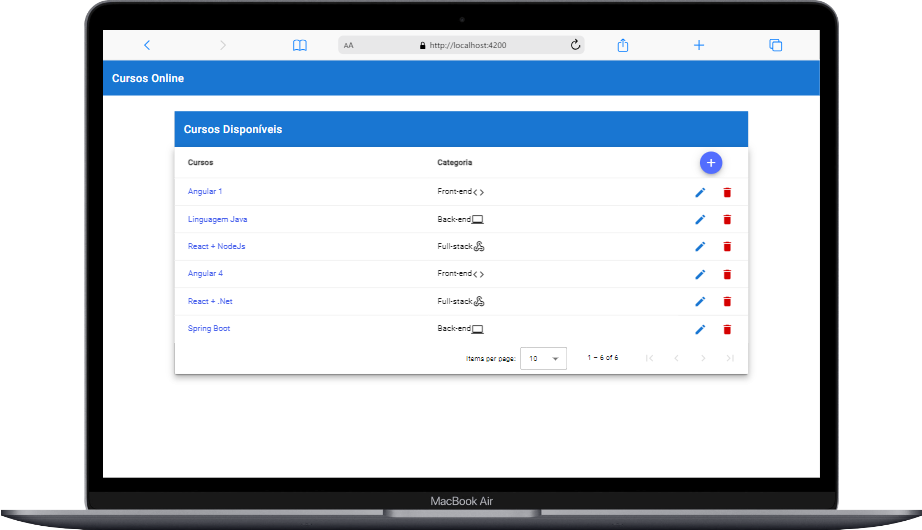 AA http://localhost:4200
Cursos Online
Cursos Disponíveis
Cursos Categoria
Angular 1 Front-end
Linguagem Java Back-end
React + NodeJs Full-stack
Angular 4 Front-end
React + .Net Full-stack
Spring Boot Back-end
Items per page: 10 1 – 6 of 6
MacBook Air